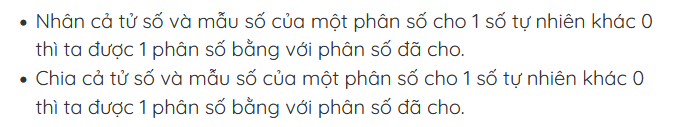 • Nhân cả tử số và mẫu số của một phân số cho 1 số tự nhiên khác 0
thì ta được 1 phân số bằng với phân số đã cho.
• Chia cả tử số và mẫu số của một phân số cho 1 số tự nhiên khác 0
thì ta được 1 phân số bằng với phân số đã cho.